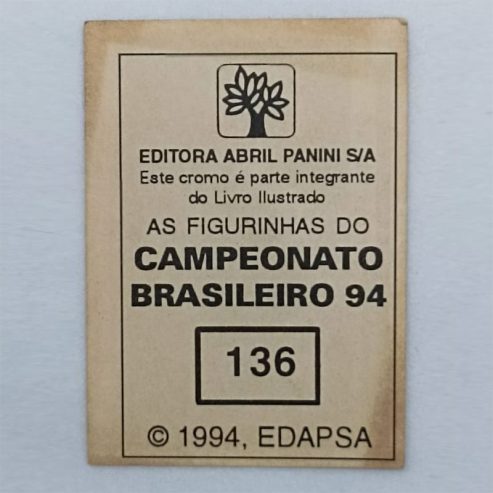 EDITORA ABRIL PANINI S/A
Este cromo é parte integrante
do Livro Ilustrado
AS FIGURINHAS DO
CAMPEONATO
BRASILEIRO 94
136
© 1994, EDAPSA